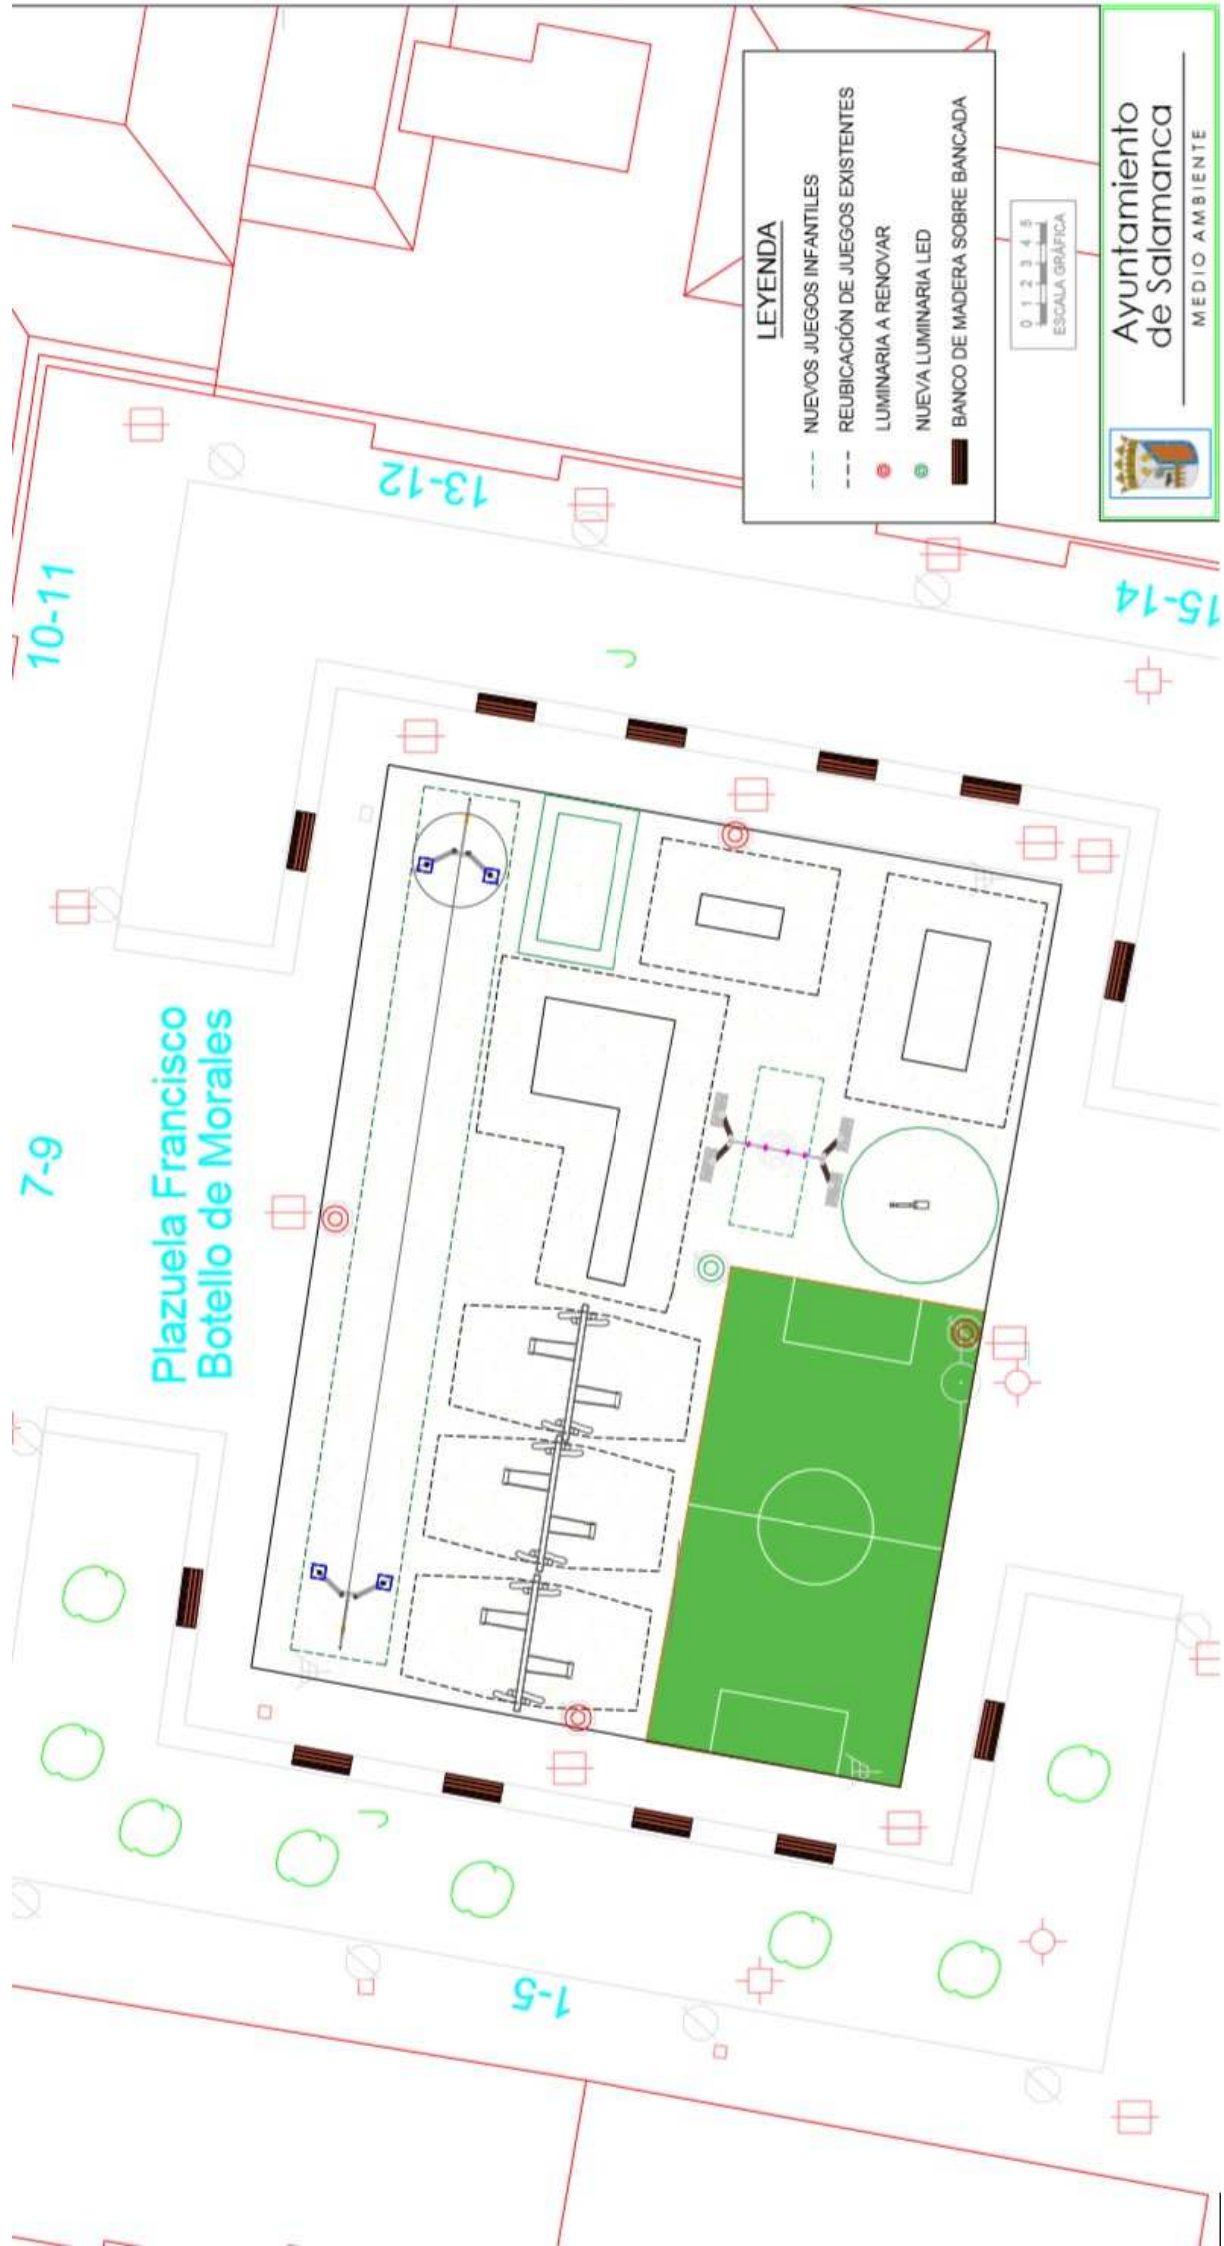 10-11
13-12
15-14
7-9
Plazuela Francisco
Botello de Morales
1-5
LEYENDA
NUEVOS JUEGOS INFANTILES
REUBICACIÓN DE JUEGOS EXISTENTES
LUMINARIA A RENOVAR
NUEVA LUMINARIA LED
BANCO DE MADERA SOBRE BANCADA
0 1 2 3 4 5
ESCALA GRÁFICA
Ayuntamiento
de Salamanca
MEDIO AMBIENTE